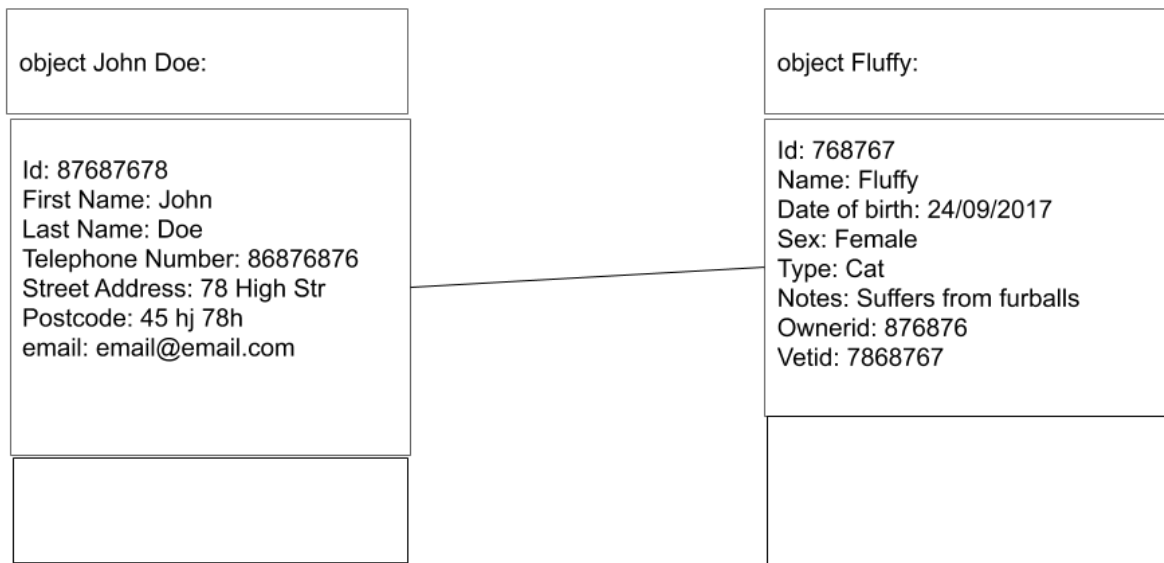 object John Doe:
Id: 87687678
First Name: John
Last Name: Doe
Telephone Number: 86876876
Street Address: 78 High Str
Postcode: 45 hj 78h
email: email@email.com
object Fluffy:
Id: 768767
Name: Fluffy
Date of birth: 24/09/2017
Sex: Female
Type: Cat
Notes: Suffers from furballs
Ownerid: 876876
Vetid: 7868767